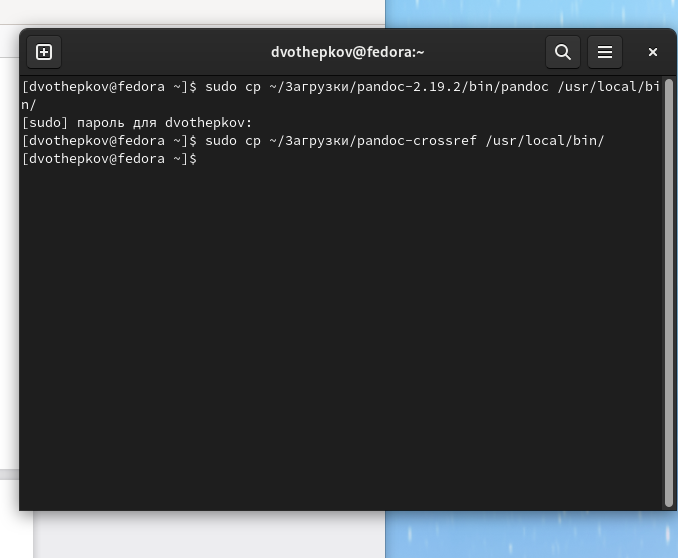 dvothepkov@fedora:~
[dvothepkov@fedora ~]$ sudo cp ~/Загрузки/pandoc-2.19.2/bin/pandoc /usr/local/bi
n/
[sudo] пароль для dvothepkov:
[dvothepkov@fedora ~]$ sudo cp ~/Загрузки/pandoc-crossref /usr/local/bin/
[dvothepkov@fedora ~]$